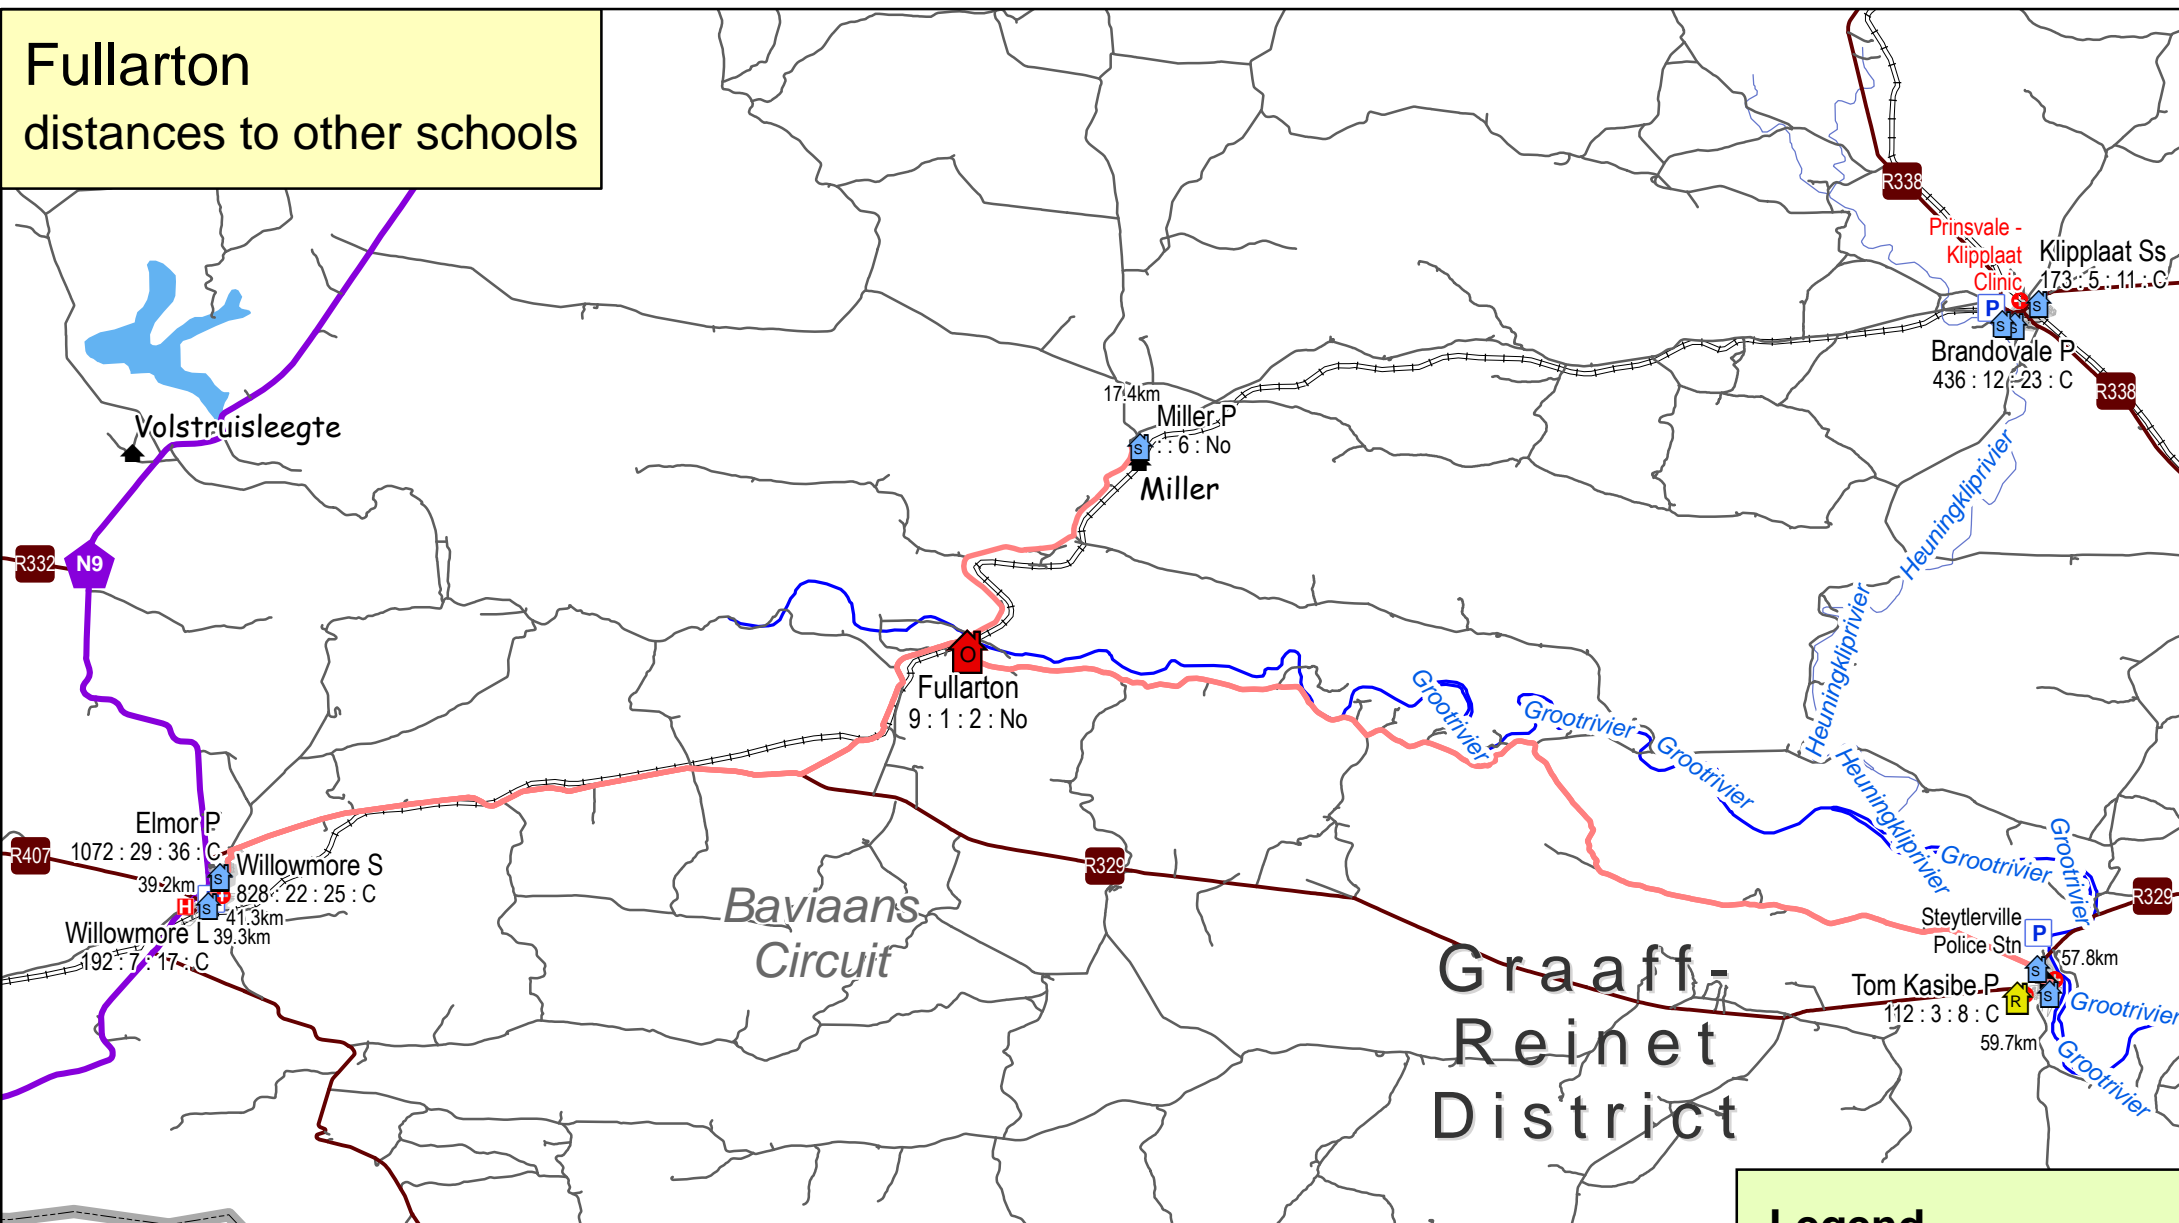 Fullarton
distances to other schools
R338
Prinsvale -
Klipplaat
Clinic
Klipplaat Ss
173 : 5 : 11 : C
P
S
S
S
Brandovale P
436 : 12 : 23 : C
R338
17.4km
Miller P
: : 6 : No
S
Miller
Volstruisleegte
R332
N9
Heuningkliprivier
Heuningkliprivier
Heuningkliprivier
O
Fullarton
9 : 1 : 2 : No
Grootrivier
Grootrivier
Grootrivier
Grootrivier
Grootrivier
Elmor P
1072 : 29 : 36 : C
R407
Willowmore S
828 : 22 : 25 : C
39.2km
S
H
S
41.3km
39.3km
Willowmore L
192 : 7 : 17 : C
R329
Baviaans
Circuit
R329
Steytlerville
Police Stn
P
57.8km
S
Tom Kasibe P
112 : 3 : 8 : C
R
S
59.7km
Grootrivier
Grootrivier
Graaff-
Reinet
District
Legend